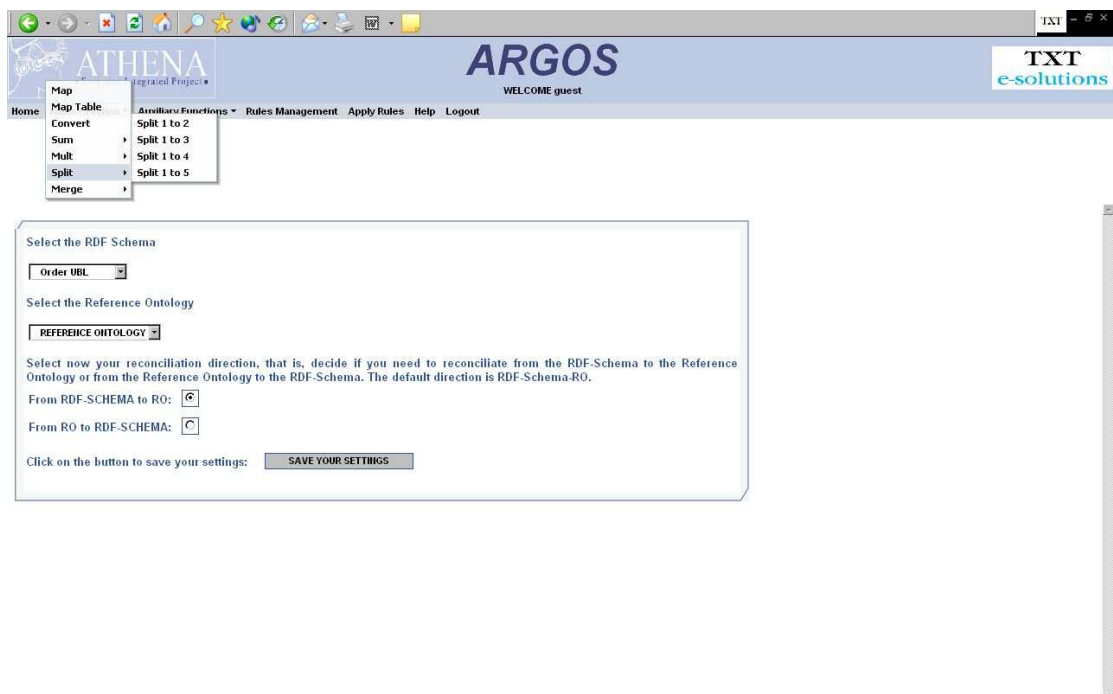 TXT
ATHENA
ARGOS
WELCOME guest
TXT
e-solutions
Integrated Project
Home Auxiliary Functions Rules Management Apply Rules Help Logout
Map
Map Table
Convert
Sum
Mult
Split
Merge
Split 1 to 2
Split 1 to 3
Split 1 to 4
Split 1 to 5
Select the RDF Schema
Order UBL
Select the Reference Ontology
REFERENCE ONTOLOGY
Select now your reconciliation direction, that is, decide if you need to reconciliate from the RDF-Schema to the Reference
Ontology or from the Reference Ontology to the RDF-Schema. The default direction is RDF-Schema-RO.
From RDF-SCHEMA to RO:
From RO to RDF-SCHEMA:
Click on the button to save your settings: SAVE YOUR SETTINGS